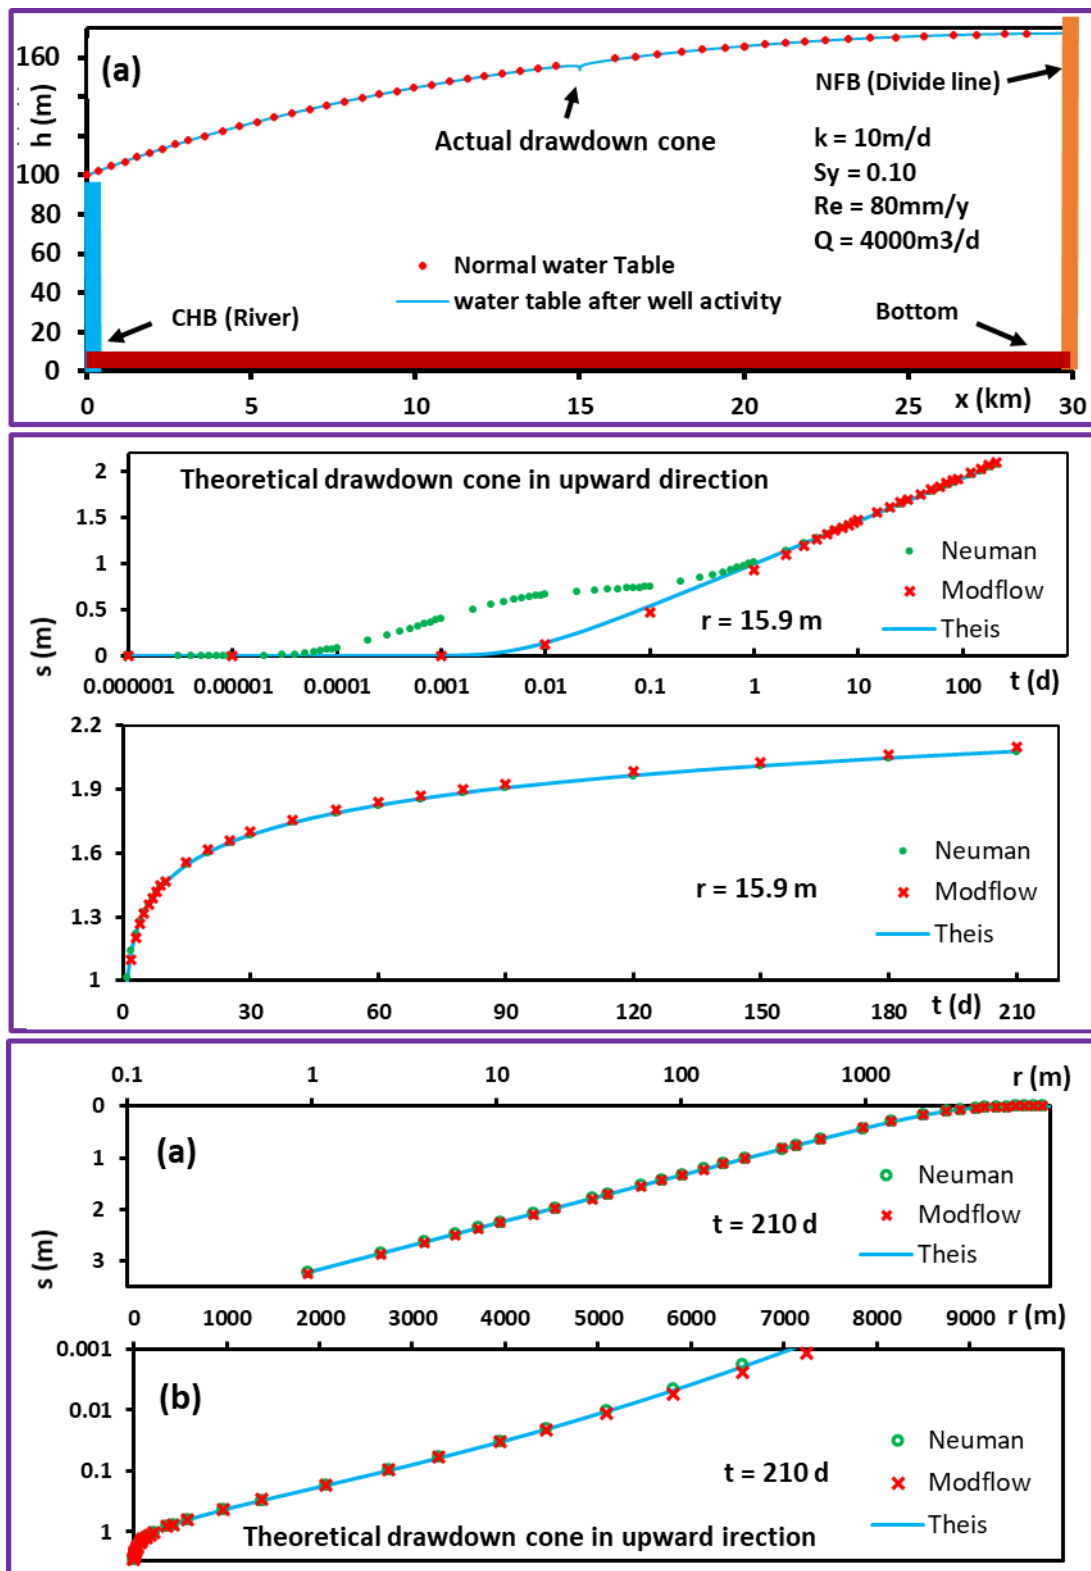 160
(a)
NFB (Divide line)
h (m)
Actual drawdown cone
k = 10m/d
100
Sy = 0.10
80
Re = 80mm/y
60
Q = 4000m3/d
Normal water Table
40
water table after well activity
CHB (River)
Bottom
20
0
0 5 10 15 20 25 x (km) 30
2
Theoretical drawdown cone in upward direction
1.5
Neuman
1
Modflow
0.5
r = 15.9 m
Theis
0
s (m)
0.000001 0.00001 0.0001 0.001 0.01 0.1 1 10 100 t (d)
2.2
1.9
1.6
Neuman
r = 15.9 m
Modflow
1.3
Theis
1
0 30 60 90 120 150 180 t (d) 210
0.1 1 10 100 1000 r (m)
0
(a)
1
Neuman
2
t = 210 d
Modflow
3
Theis
s (m)
0 1000 2000 3000 4000 5000 6000 7000 8000 9000 r (m)
0.001
(b)
0.01
Neuman
0.1
t = 210 d
Modflow
1
Theoretical drawdown cone in upward irection
Theis